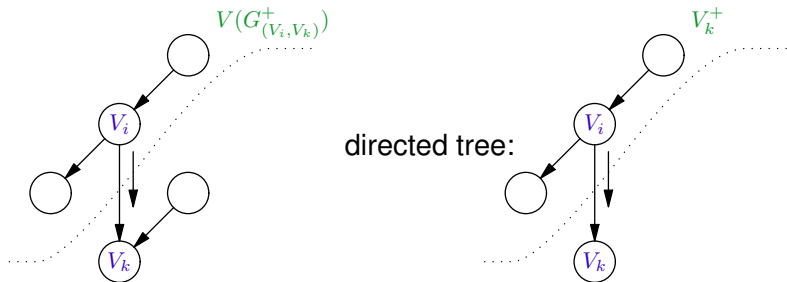 V(G⁺_(V_i,V_k)) V_k⁺
V_i V_i
directed tree:
V_k V_k